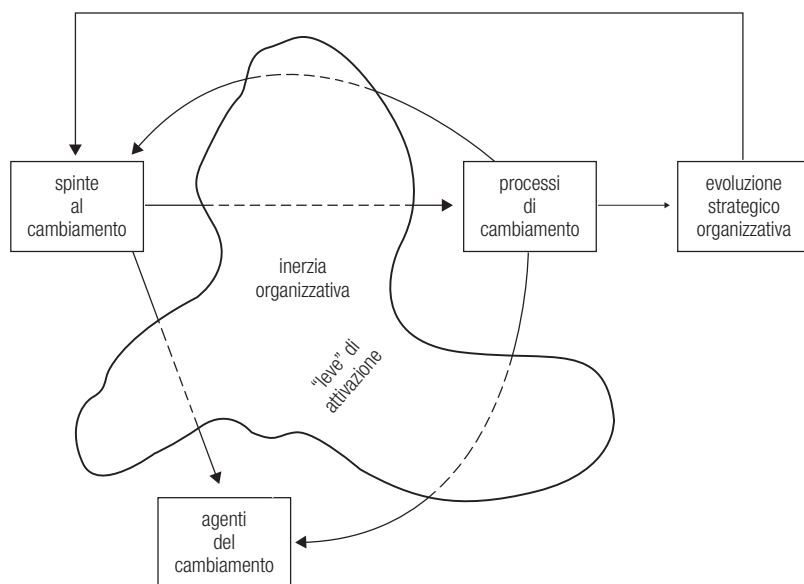 spinte
al
cambiamento
processi
di
cambiamento
evoluzione
strategico
organizzativa
inerzia
organizzativa
“leve” di
attivazione
agenti
del
cambiamento